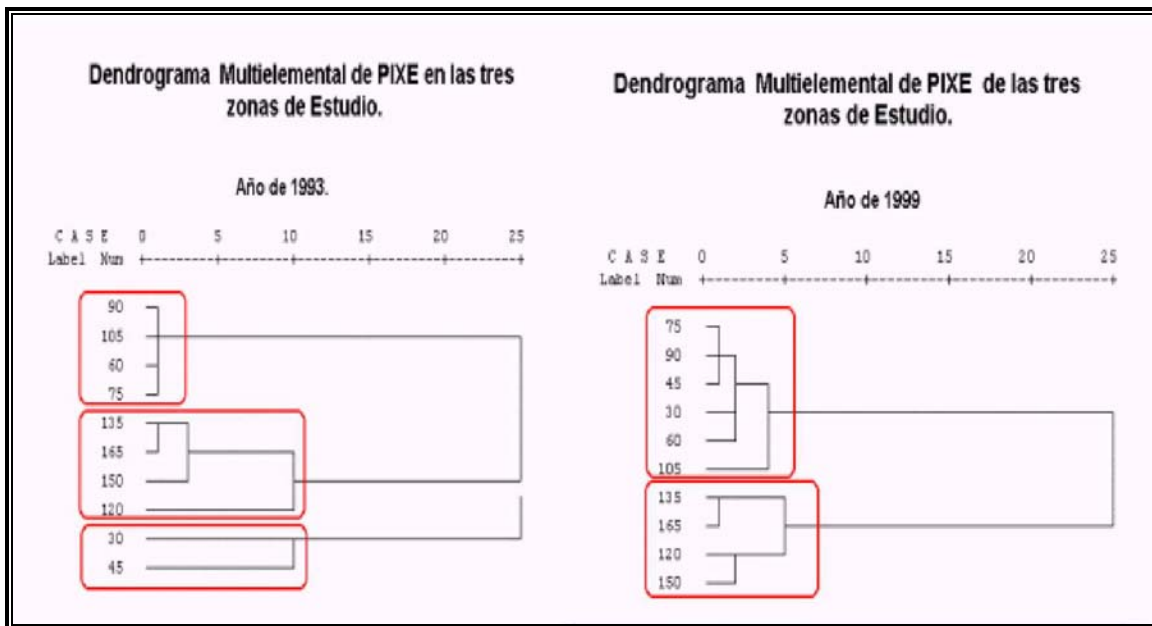 Dendrograma Multielemental de PIXE en las tres
zonas de Estudio.
Año de 1993.
C A S E 0 5 10 15 20 25
Label Num
90
105
60
75
135
165
150
120
30
45
Dendrograma Multielemental de PIXE de las tres
zonas de Estudio.
Año de 1999
C A S E 0 5 10 15 20 25
Label Num
75
90
45
30
60
105
135
165
120
150